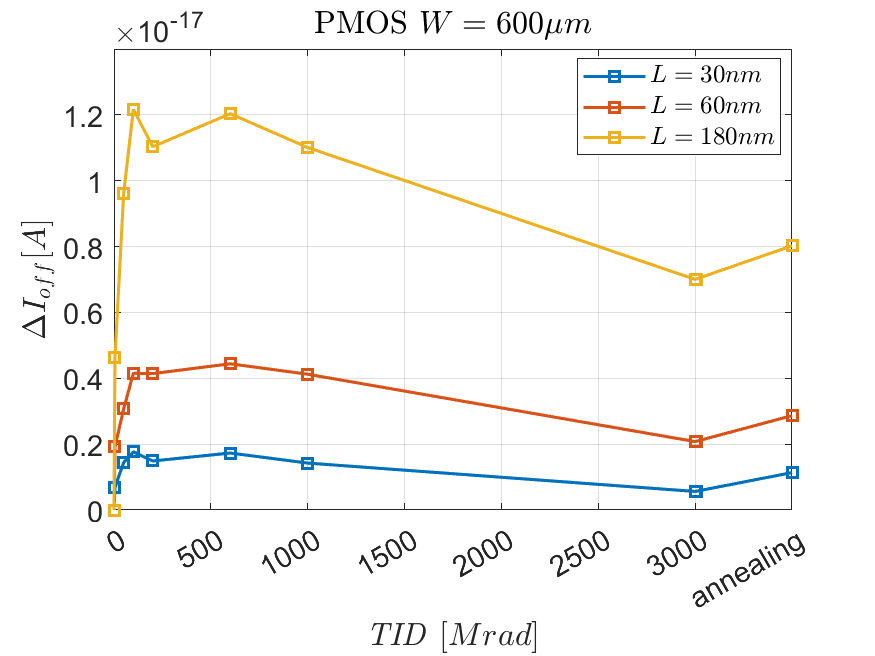 PMOS W = 600μm
×10-17
L = 30nm
L = 60nm
L = 180nm
1.2
1
0.8
0.6
0.4
0.2
0
ΔIoff[A]
0
500
1000
1500
2000
2500
3000
annealing
TID [Mrad]